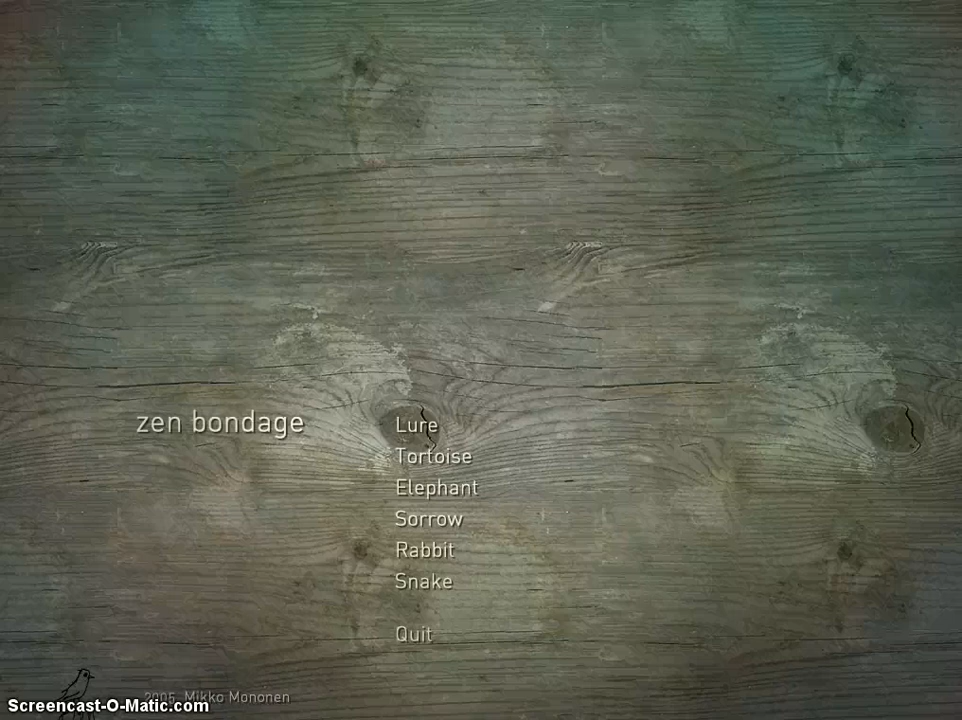 zen bondage
Lure
Tortoise
Elephant
Sorrow
Rabbit
Snake
Quit
2005 Mikko Mononen
Screencast-O-Matic.com